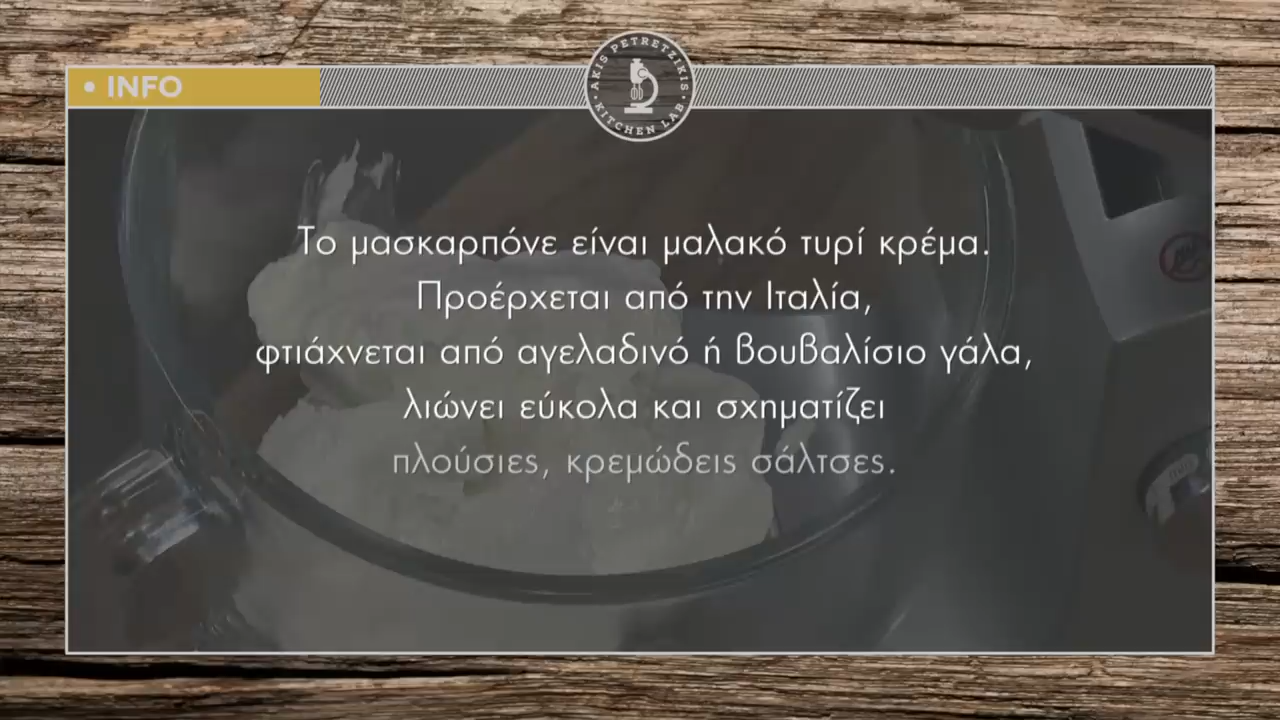 • INFO
AKIS PETRETZIKIS
• KITCHEN LAB •
Το μασκαρπόνε είναι μαλακό τυρί κρέμα.
Προέρχεται από την Ιταλία,
φτιάχνεται από αγελαδινό ή βουβαλίσιο γάλα,
λιώνει εύκολα και σχηματίζει
πλούσιες, κρεμώδεις σάλτσες.